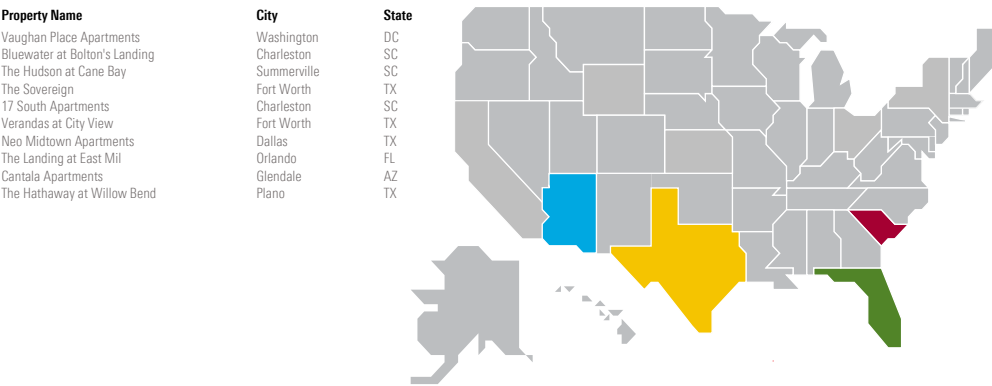 Property Name City State
Vaughan Place Apartments Washington DC
Bluewater at Bolton's Landing Charleston SC
The Hudson at Cane Bay Summerville SC
The Sovereign Fort Worth TX
17 South Apartments Charleston SC
Verandas at City View Fort Worth TX
Neo Midtown Apartments Dallas TX
The Landing at East Mil Orlando FL
Cantala Apartments Glendale AZ
The Hathaway at Willow Bend Plano TX